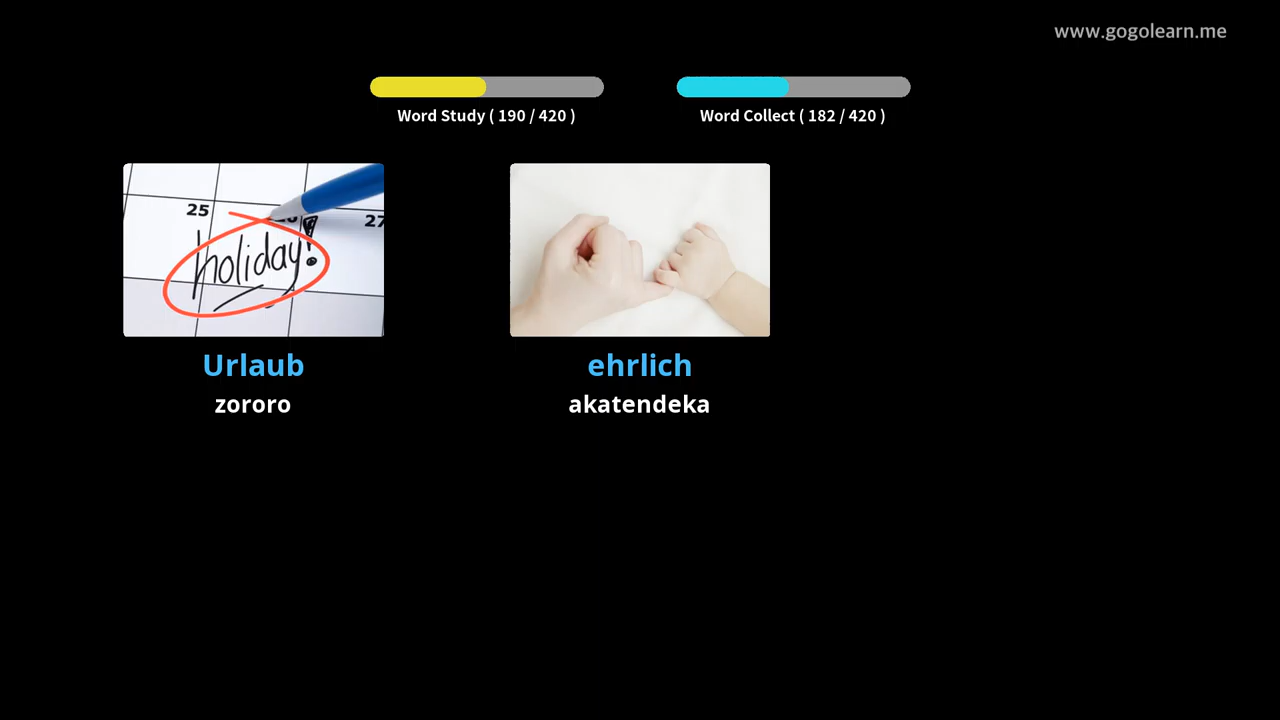 www.gogolearn.me
Word Study ( 190 / 420 )
Word Collect ( 182 / 420 )
25
27
holiday!
Urlaub
zororo
ehrlich
akatendeka